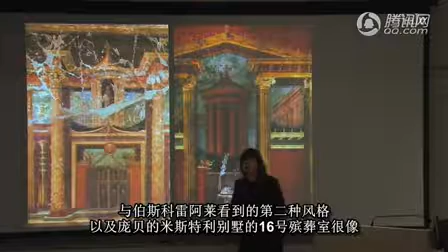 腾讯网
QQ.com
与伯斯科雷阿莱看到的第二种风格
以及庞贝的米斯特利别墅的16号殡葬室很像